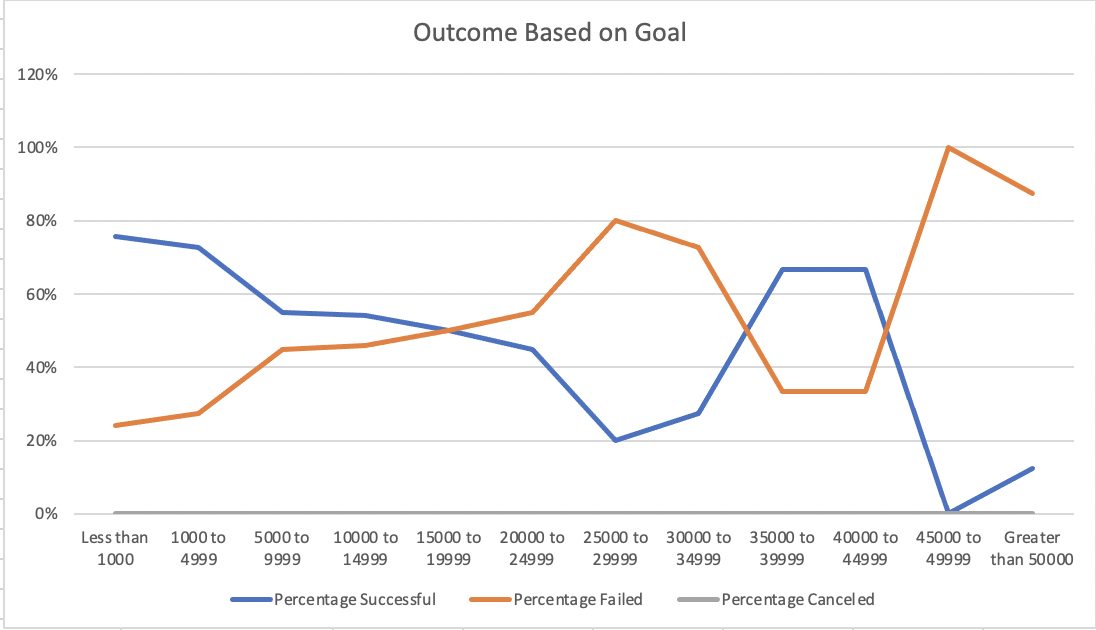 Outcome Based on Goal
120%
100%
80%
60%
40%
20%
0%
Less than 1000
1000 to 4999
5000 to 9999
10000 to 14999
15000 to 19999
20000 to 24999
25000 to 29999
30000 to 34999
35000 to 39999
40000 to 44999
45000 to 49999
Greater than 50000
Percentage Successful
Percentage Failed
Percentage Canceled